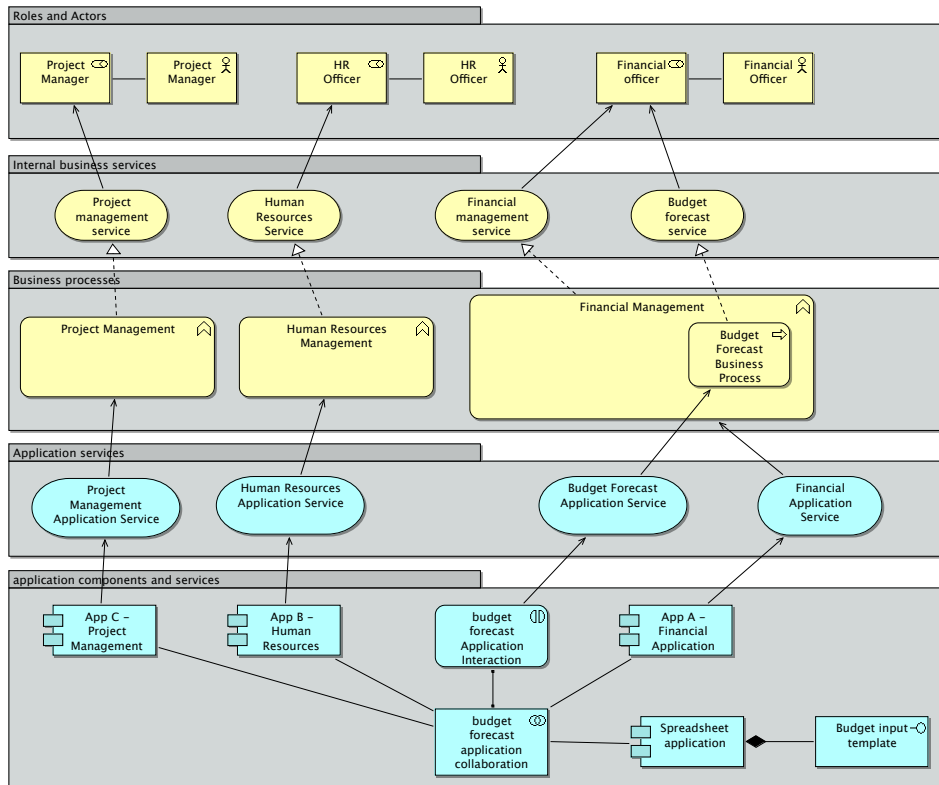 Roles and Actors
Project
Manager
Project
Manager
HR
Officer
HR
Officer
Financial
officer
Financial
Officer
Internal business services
Project
management
service
Human
Resources
Service
Financial
management
service
Budget
forecast
service
Business processes
Project Management
Human Resources
Management
Financial Management
Budget
Forecast
Business
Process
Application services
Project
Management
Application Service
Human Resources
Application Service
Budget Forecast
Application Service
Financial
Application
Service
application components and services
App C –
Project
Management
App B –
Human
Resources
budget
forecast
Application
Interaction
App A –
Financial
Application
budget
forecast
application
collaboration
Spreadsheet
application
Budget input
template